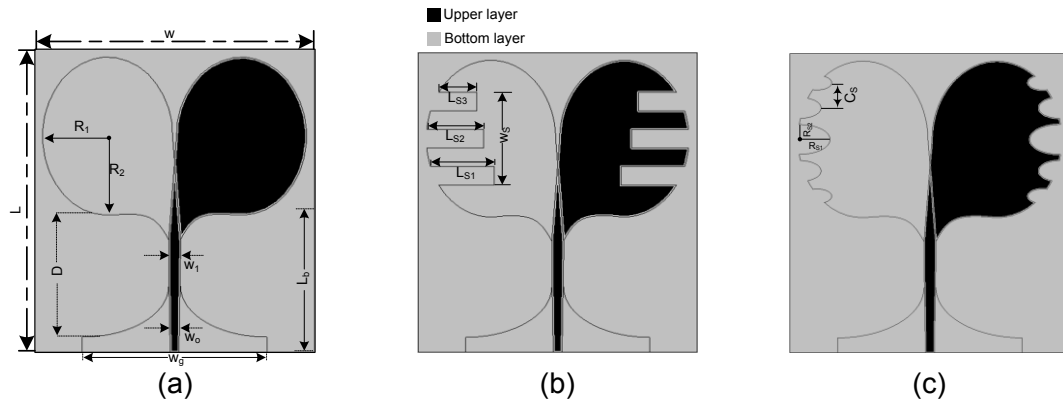 Upper layer
Bottom layer
w
L
R1
R2
D
w1
Lb
wo
wg
(a)
LS3
LS2
LS1
wS
(b)
CS
RS2
RS1
(c)